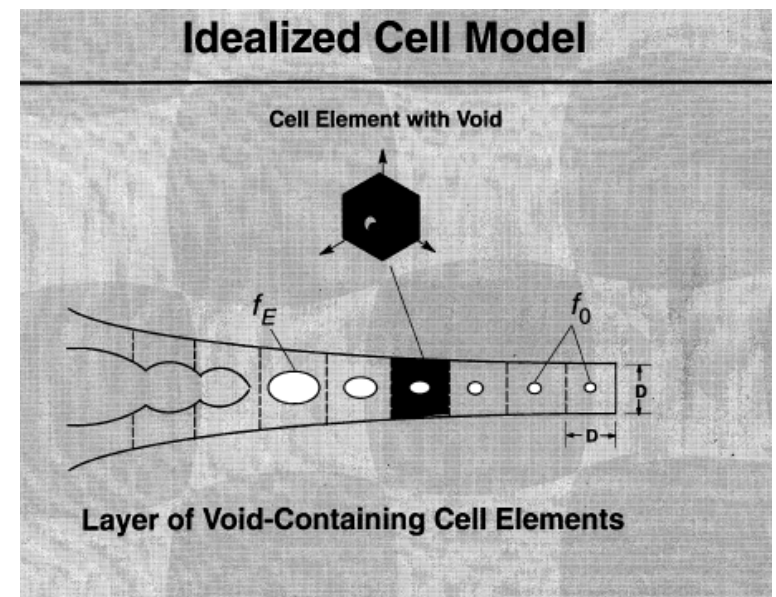 Idealized Cell Model
Cell Element with Void
f_E
f_0
D
D
Layer of Void-Containing Cell Elements